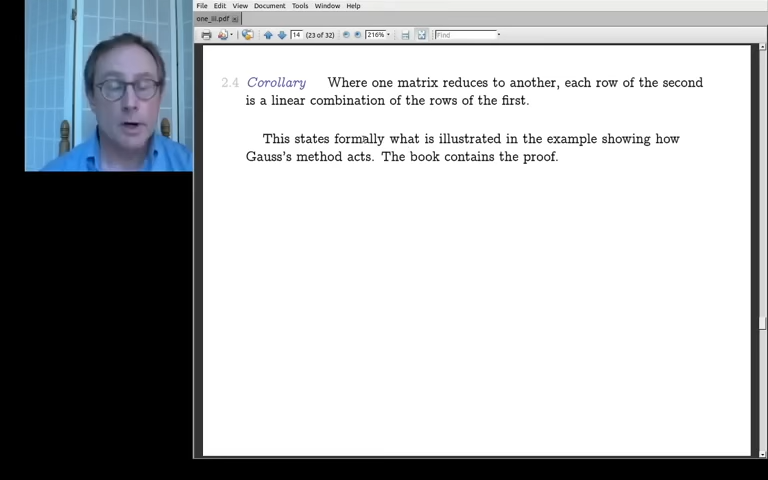 File Edit View Document Tools Window Help
one_iii.pdf
14 (23 of 32) 216% Find
2.4 Corollary Where one matrix reduces to another, each row of the second
is a linear combination of the rows of the first.
This states formally what is illustrated in the example showing how
Gauss's method acts. The book contains the proof.